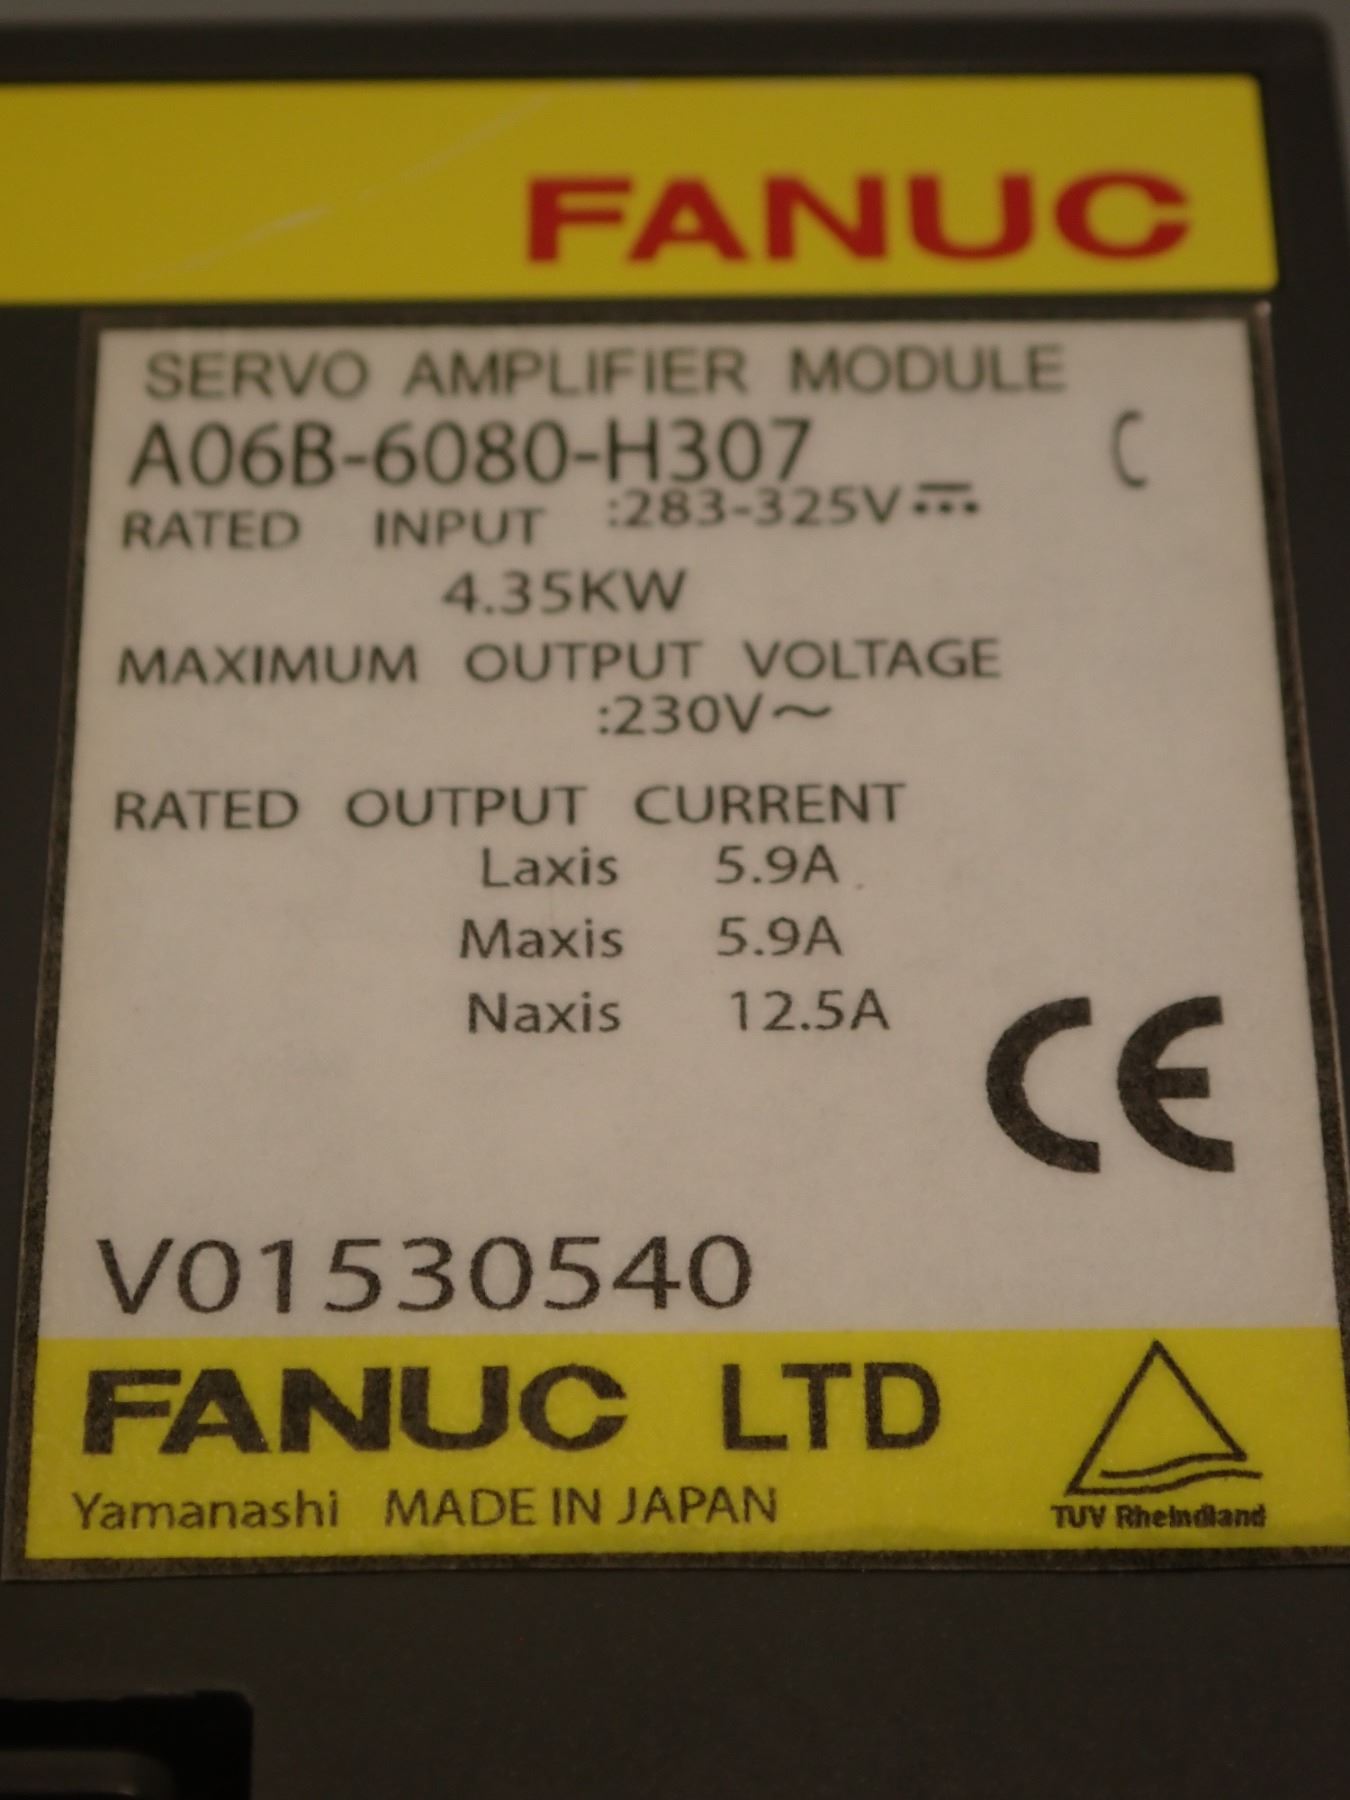 FANUC
SERVO AMPLIFIER MODULE
A06B-6080-H307 C
RATED INPUT :283-325V⎓
4.35KW
MAXIMUM OUTPUT VOLTAGE
:230V~
RATED OUTPUT CURRENT
Laxis 5.9A
Maxis 5.9A
Naxis 12.5A
CE
V01530540
FANUC LTD
Yamanashi MADE IN JAPAN
TUV Rheindland